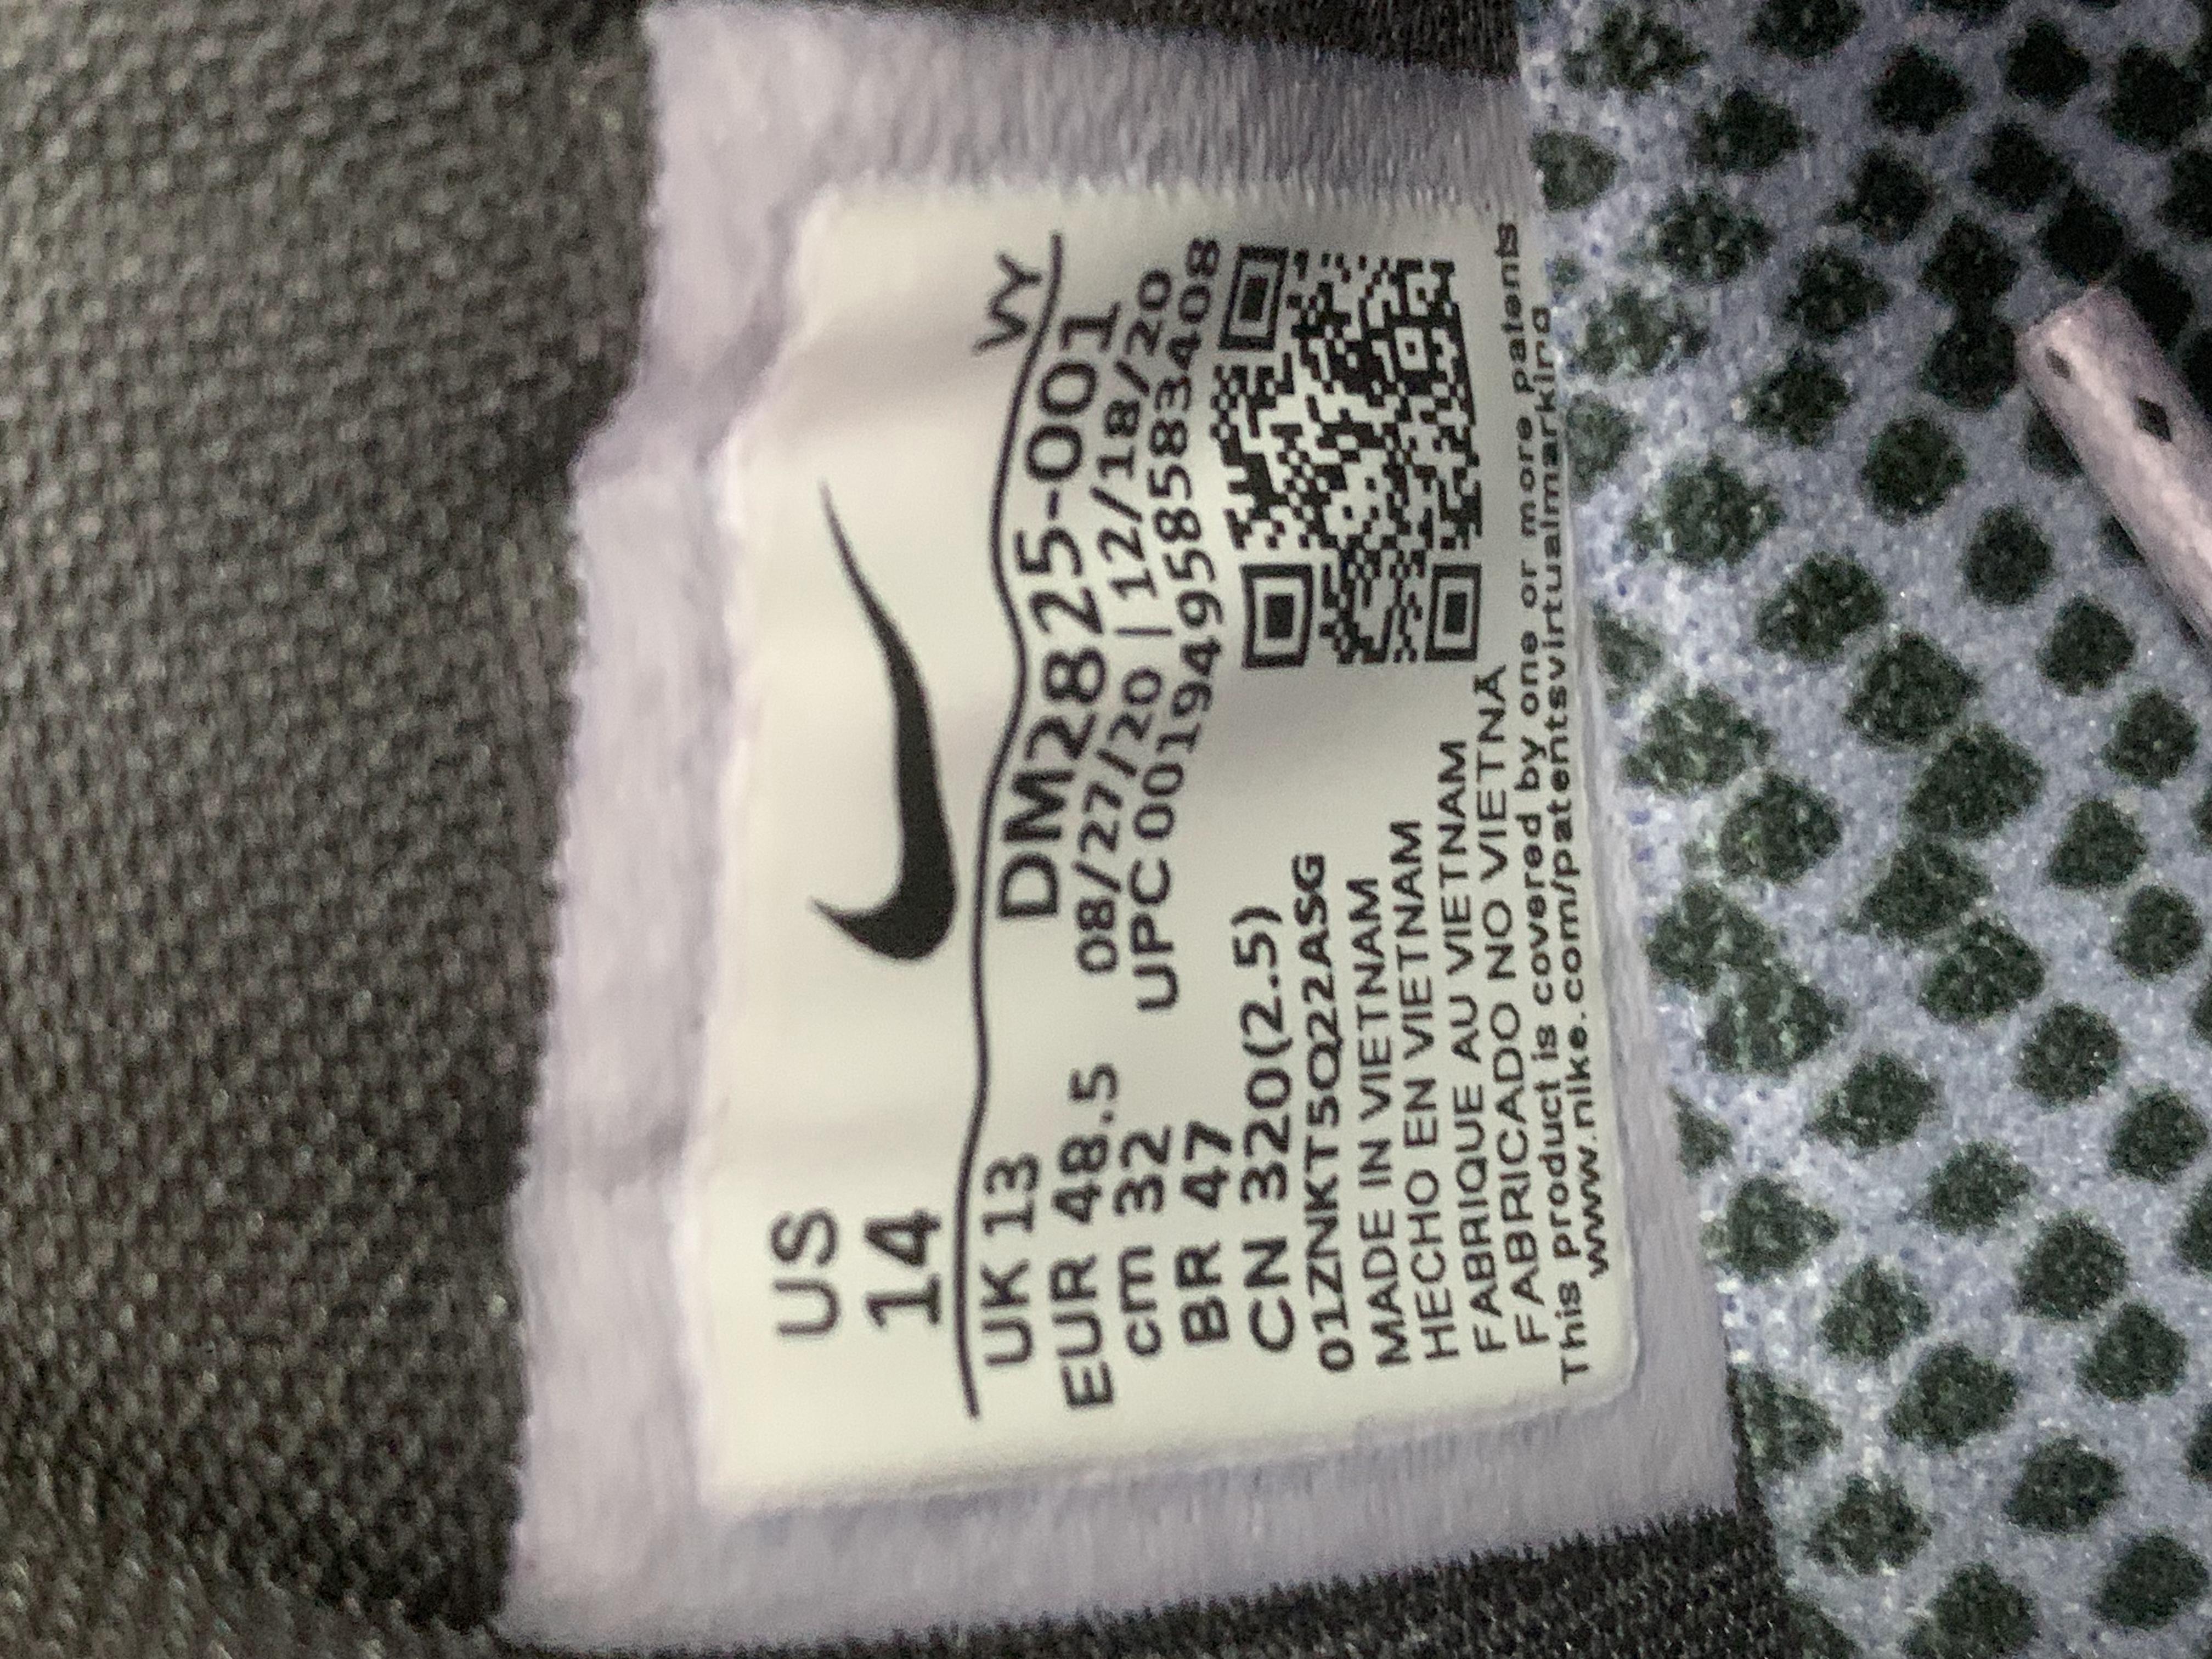 US
14
VY
UK 13
EUR 48.5
cm 32
BR 47
CN 320(2.5)
DM2825-001
08/27/20 | 12/18/20
UPC 00194958583408
01ZNKT5Q22ASG
MADE IN VIETNAM
HECHO EN VIETNAM
FABRIQUE AU VIETNAM
FABRICADO NO VIETNÃ
This product is covered by one or more patents
www.nike.com/patentsvirtualmarking